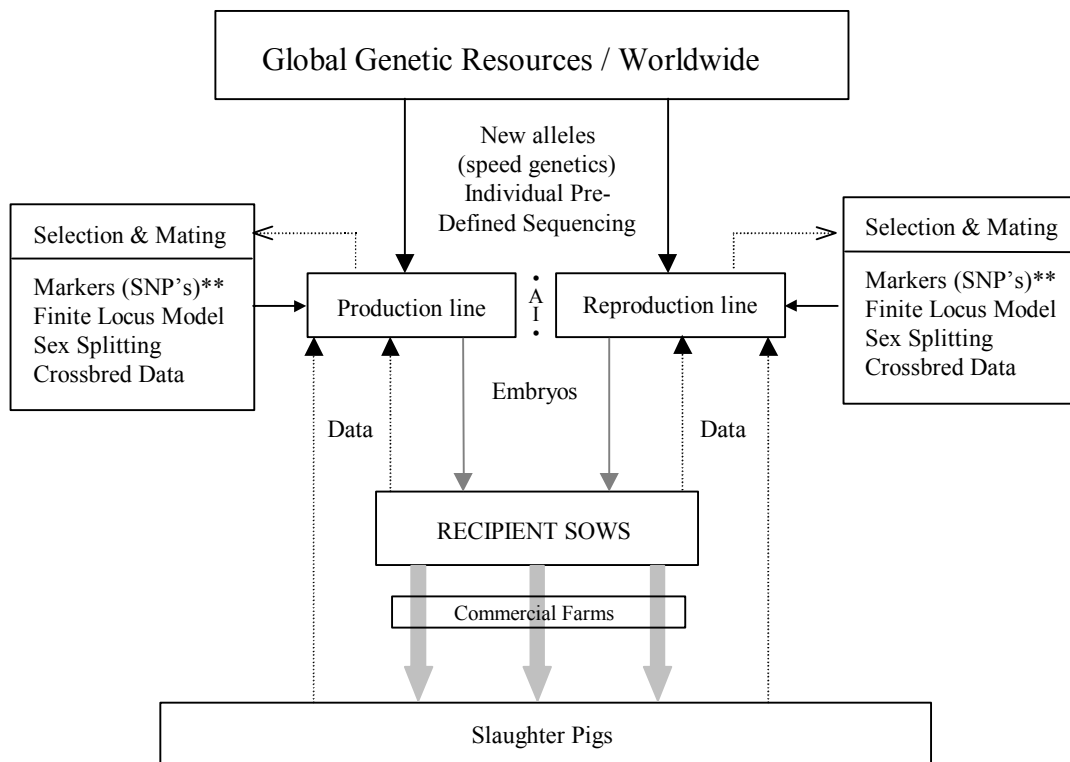 Global Genetic Resources / Worldwide
New alleles
(speed genetics)
Individual Pre-
Defined Sequencing
Selection & Mating
Markers (SNP's)**
Finite Locus Model
Sex Splitting
Crossbred Data
Production line
AI
Reproduction line
Selection & Mating
Markers (SNP's)**
Finite Locus Model
Sex Splitting
Crossbred Data
Embryos
Data
Data
RECIPIENT SOWS
Commercial Farms
Slaughter Pigs